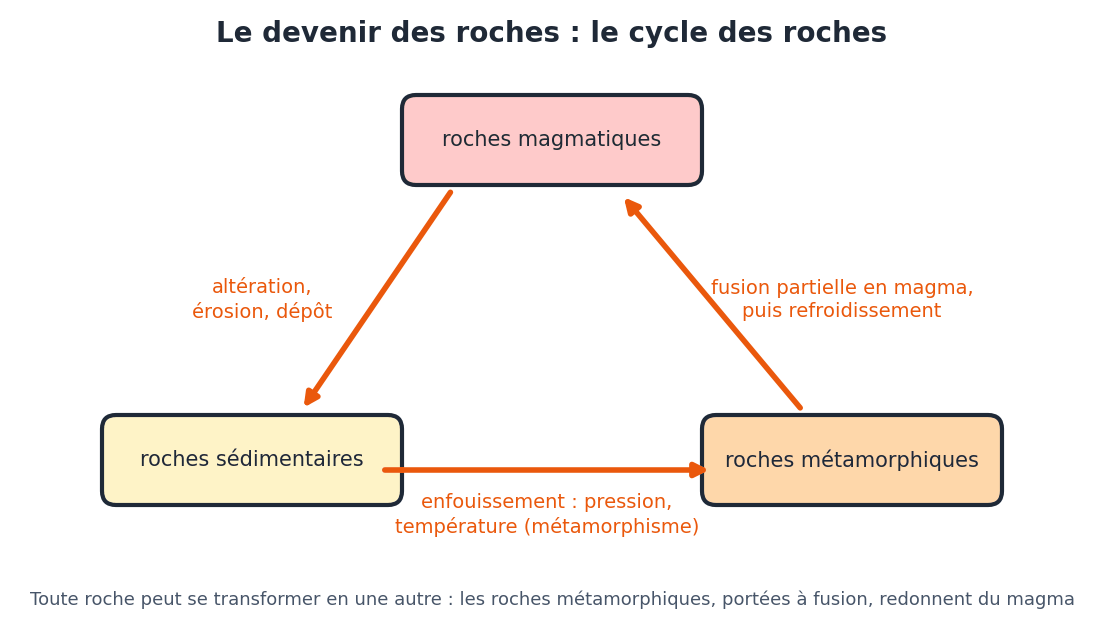 Le devenir des roches : le cycle des roches
roches magmatiques
altération,
érosion, dépôt
fusion partielle en magma,
puis refroidissement
roches sédimentaires
roches métamorphiques
enfouissement : pression,
température (métamorphisme)
Toute roche peut se transformer en une autre : les roches métamorphiques, portées à fusion, redonnent du magma